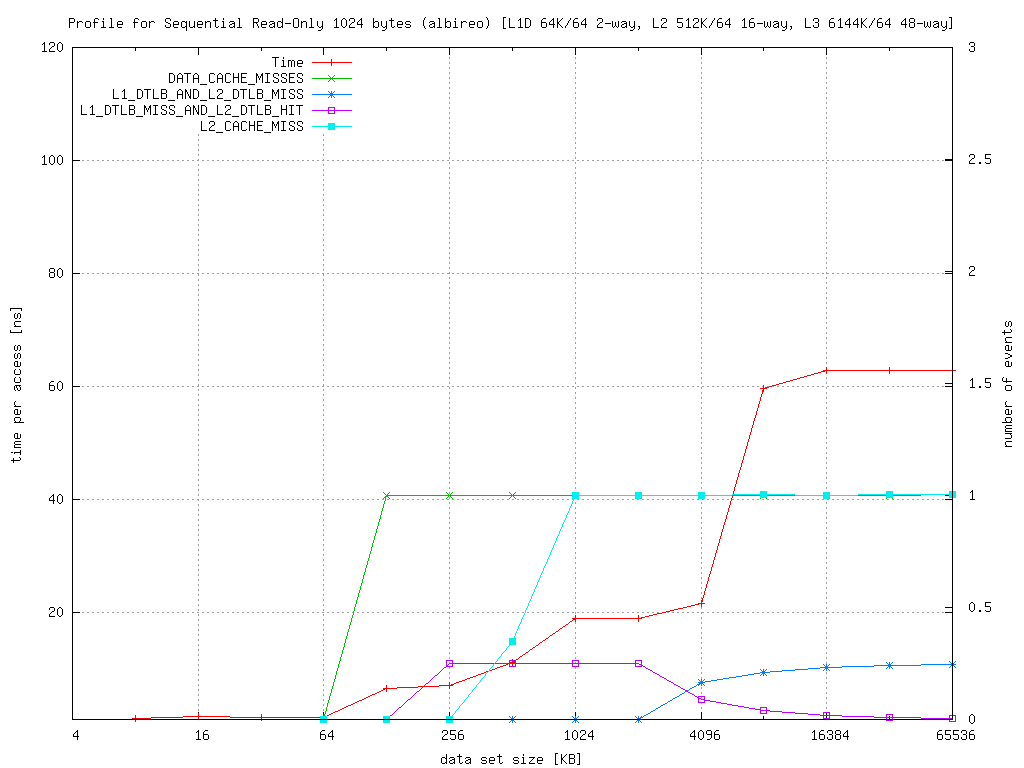 Profile for Sequential Read-Only 1024 bytes (albireo) [L1D 64K/64 2-way, L2 512K/64 16-way, L3 6144K/64 48-way]
120
100
80
60
40
20
time per access [ns]
Time
DATA_CACHE_MISSES
L1_DTLB_AND_L2_DTLB_MISS
L1_DTLB_MISS_AND_L2_DTLB_HIT
L2_CACHE_MISS
3
2.5
2
1.5
1
0.5
0
number of events
4 16 64 256 1024 4096 16384 65536
data set size [KB]